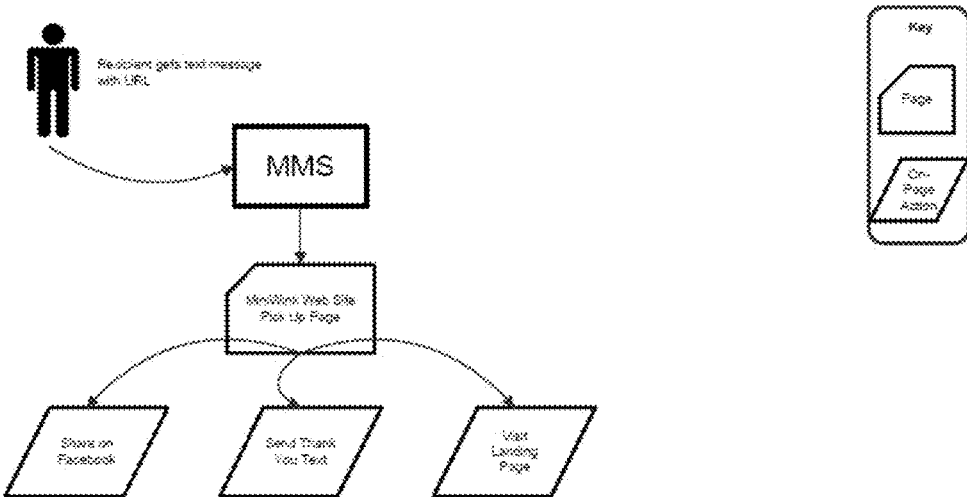 Recipient gets text message
with URL
MMS
MiniWink Web Site
Pick Up Page
Share on
Facebook
Send Thank
You Text
Visit
Landing
Page
Key
Page
On-
Page
Action